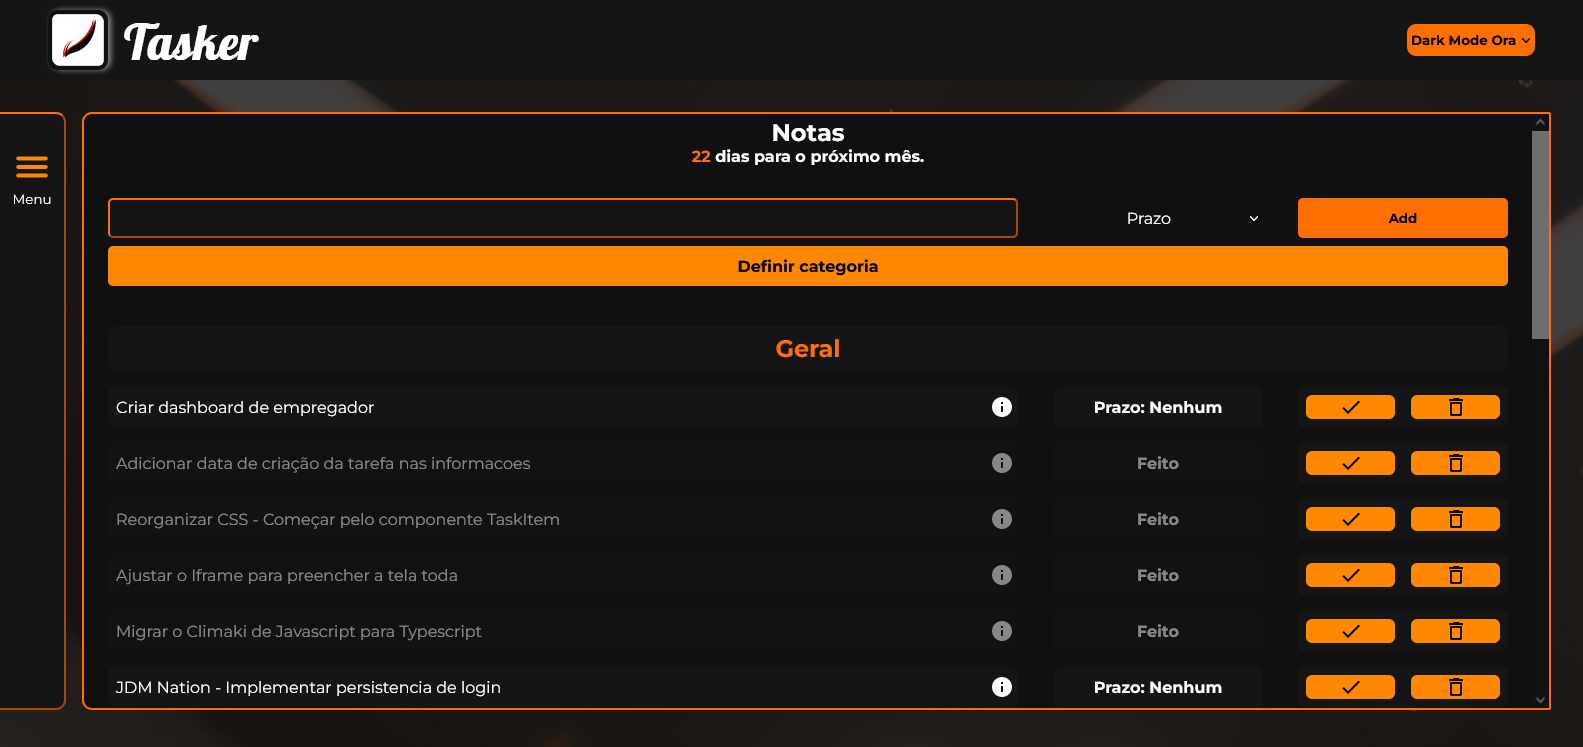 Tasker
Dark Mode Ora
Menu
Notas
22 dias para o próximo mês.
Prazo
Add
Definir categoria
Geral
Criar dashboard de empregador
Prazo: Nenhum
Adicionar data de criação da tarefa nas informacoes
Feito
Reorganizar CSS - Começar pelo componente TaskItem
Feito
Ajustar o Iframe para preencher a tela toda
Feito
Migrar o Climaki de Javascript para Typescript
Feito
JDM Nation - Implementar persistencia de login
Prazo: Nenhum